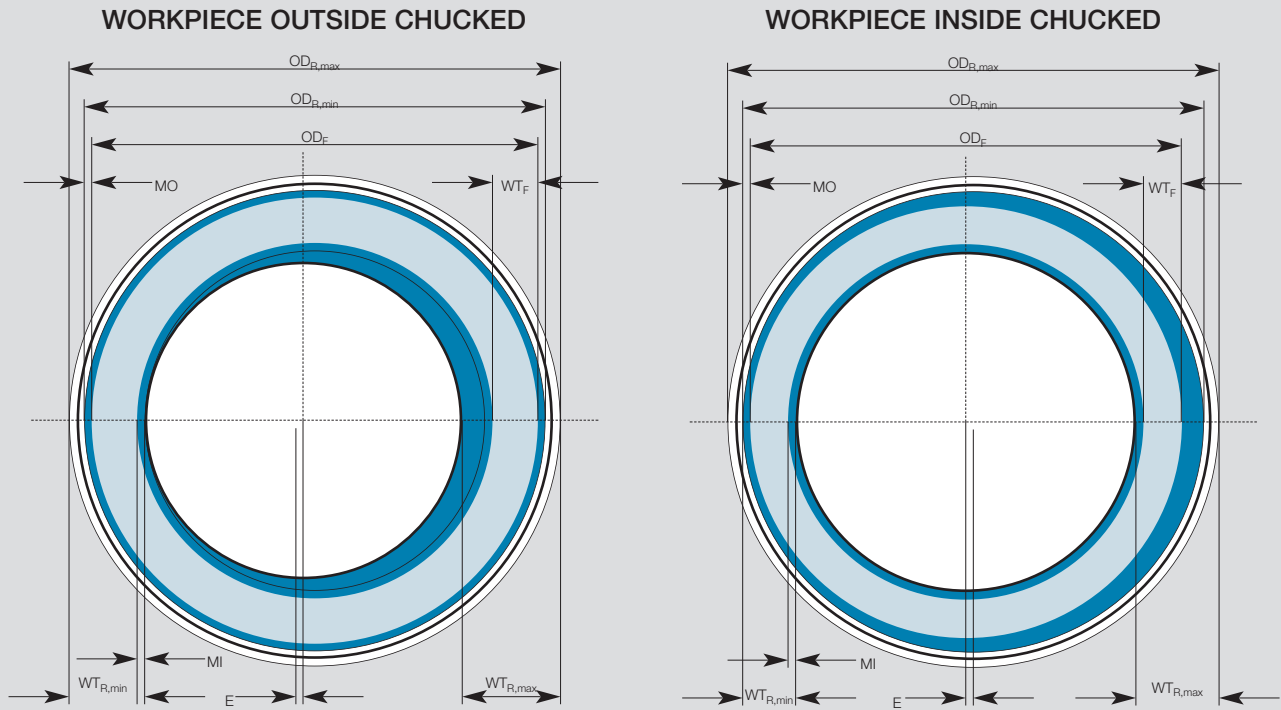 WORKPIECE OUTSIDE CHUCKED
OD_R,max
OD_R,min
OD_F
MO
WT_F
MI
WT_R,min
E
WT_R,max
WORKPIECE INSIDE CHUCKED
OD_R,max
OD_R,min
OD_F
MO
WT_F
MI
WT_R,min
E
WT_R,max